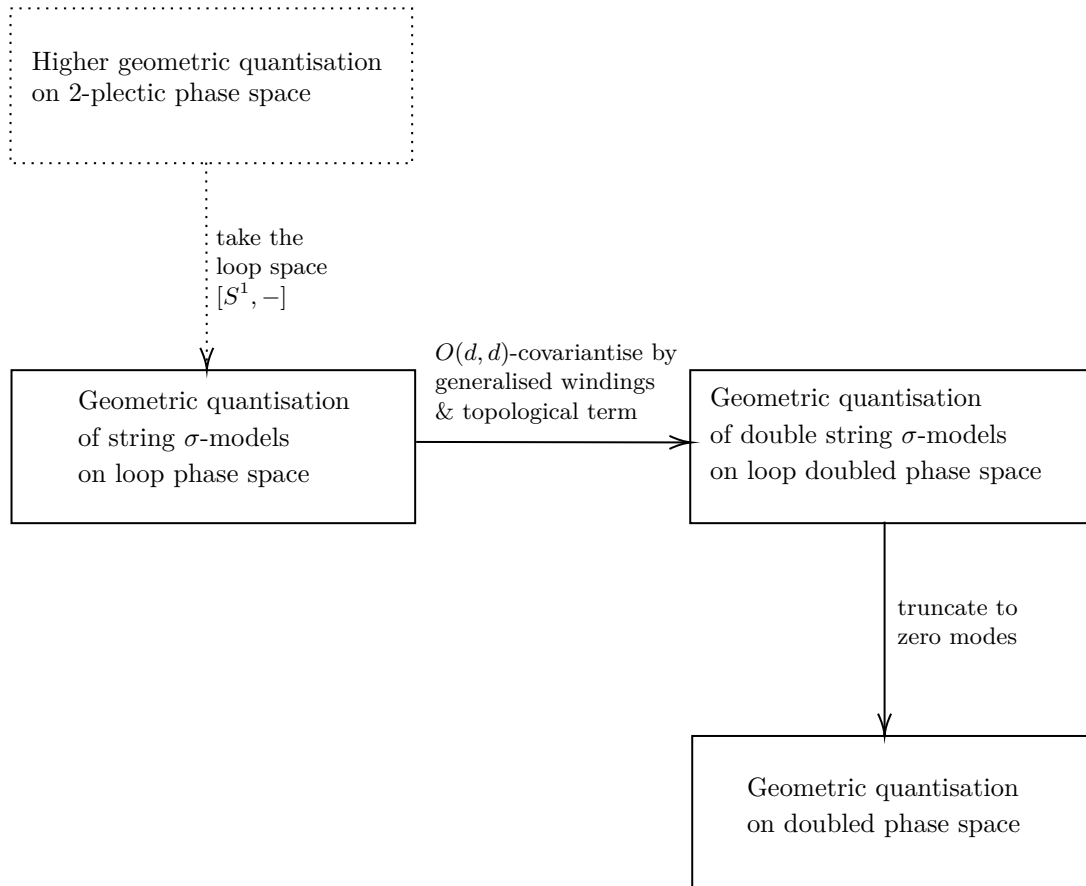 Higher geometric quantisation
on 2-plectic phase space
take the
loop space
[S¹, −]
O(d, d)-covariantise by
generalised windings
& topological term
Geometric quantisation
of string σ-models
on loop phase space
Geometric quantisation
of double string σ-models
on loop doubled phase space
truncate to
zero modes
Geometric quantisation
on doubled phase space